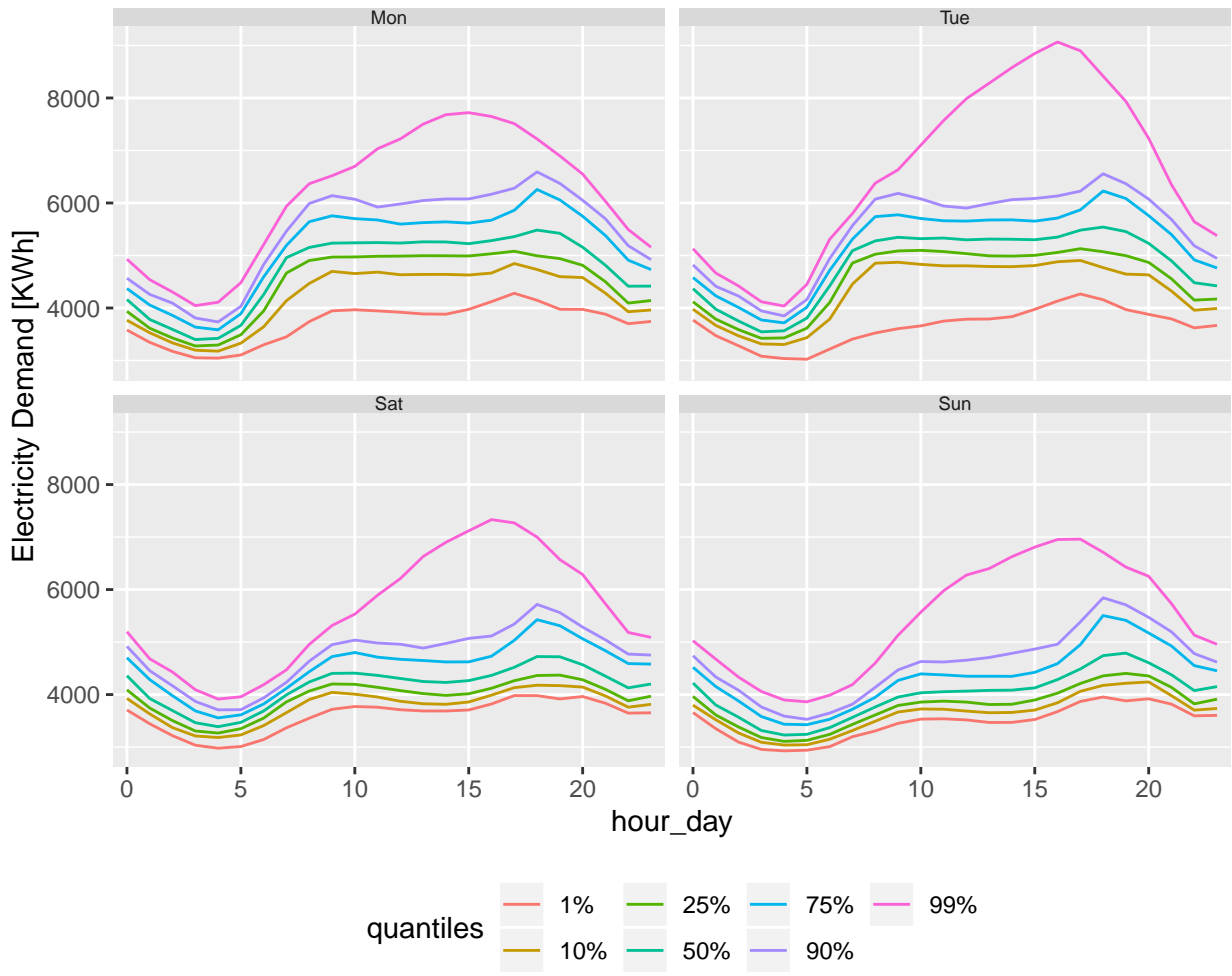 Mon Tue
8000
6000
4000
Sat Sun
8000
6000
4000
Electricity Demand [KWh]
0 5 10 15 20 0 5 10 15 20
hour_day
quantiles
1% 25% 75% 99%
10% 50% 90%